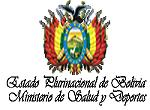 Estado Plurinacional de Bolivia
Ministerio de Salud y Deportes